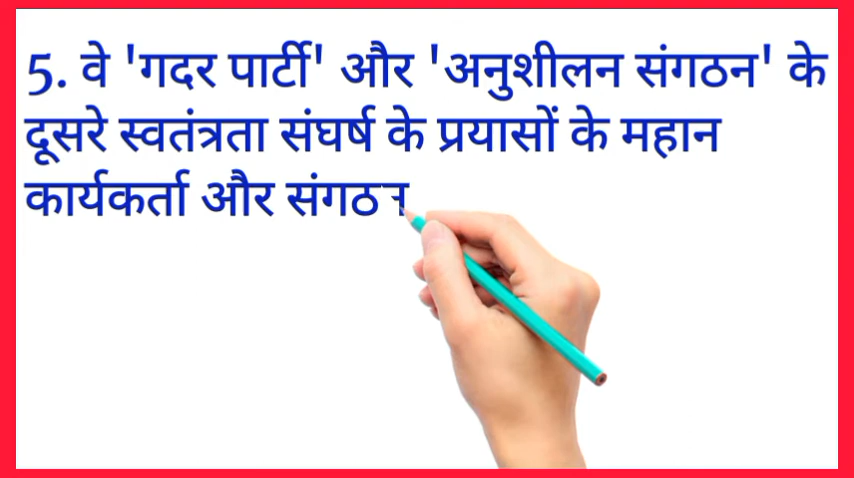 5. वे 'गदर पार्टी' और 'अनुशीलन संगठन' के
दूसरे स्वतंत्रता संघर्ष के प्रयासों के महान
कार्यकर्ता और संगठन